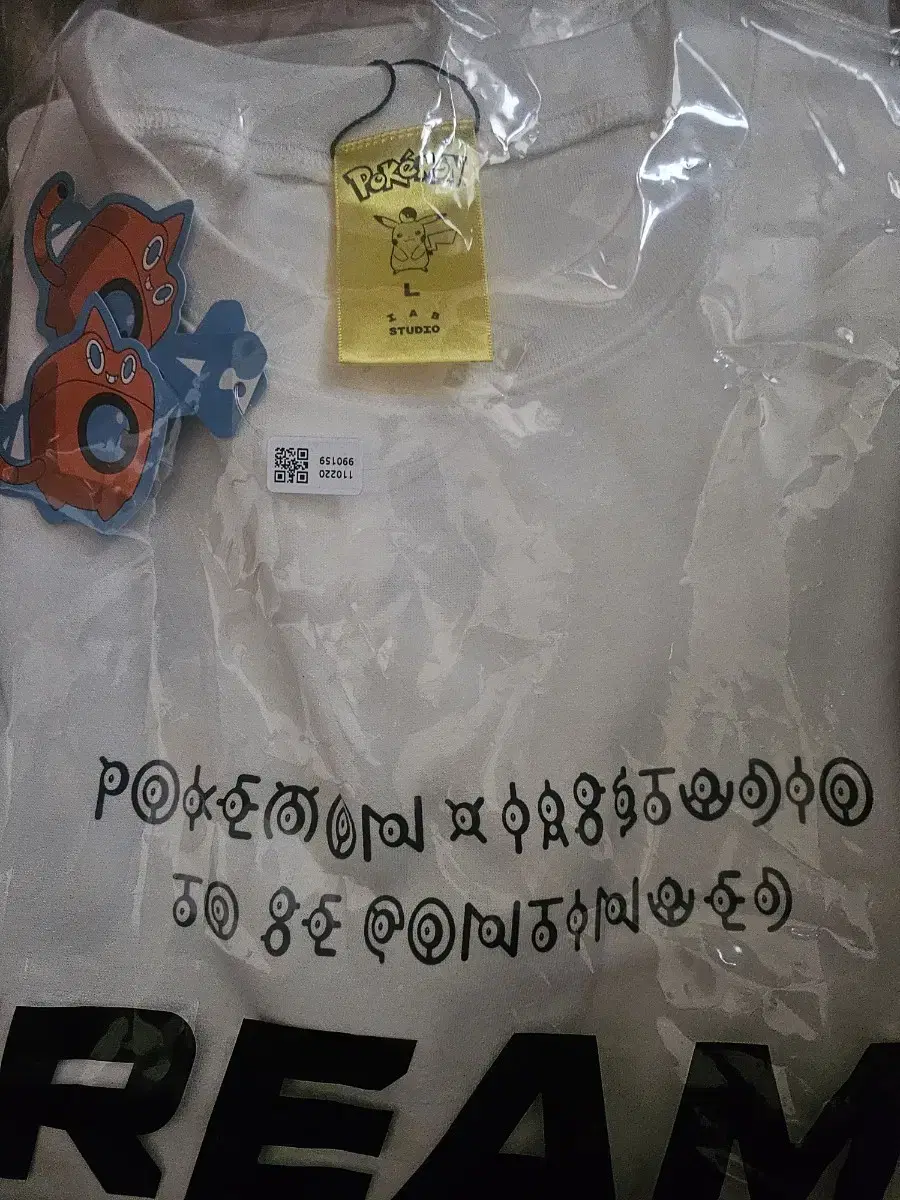 Pokémon
L
IAB
STUDIO
110220
990159
POKEMON X IABSTUDIO
TO BE CONTINUED
REAM